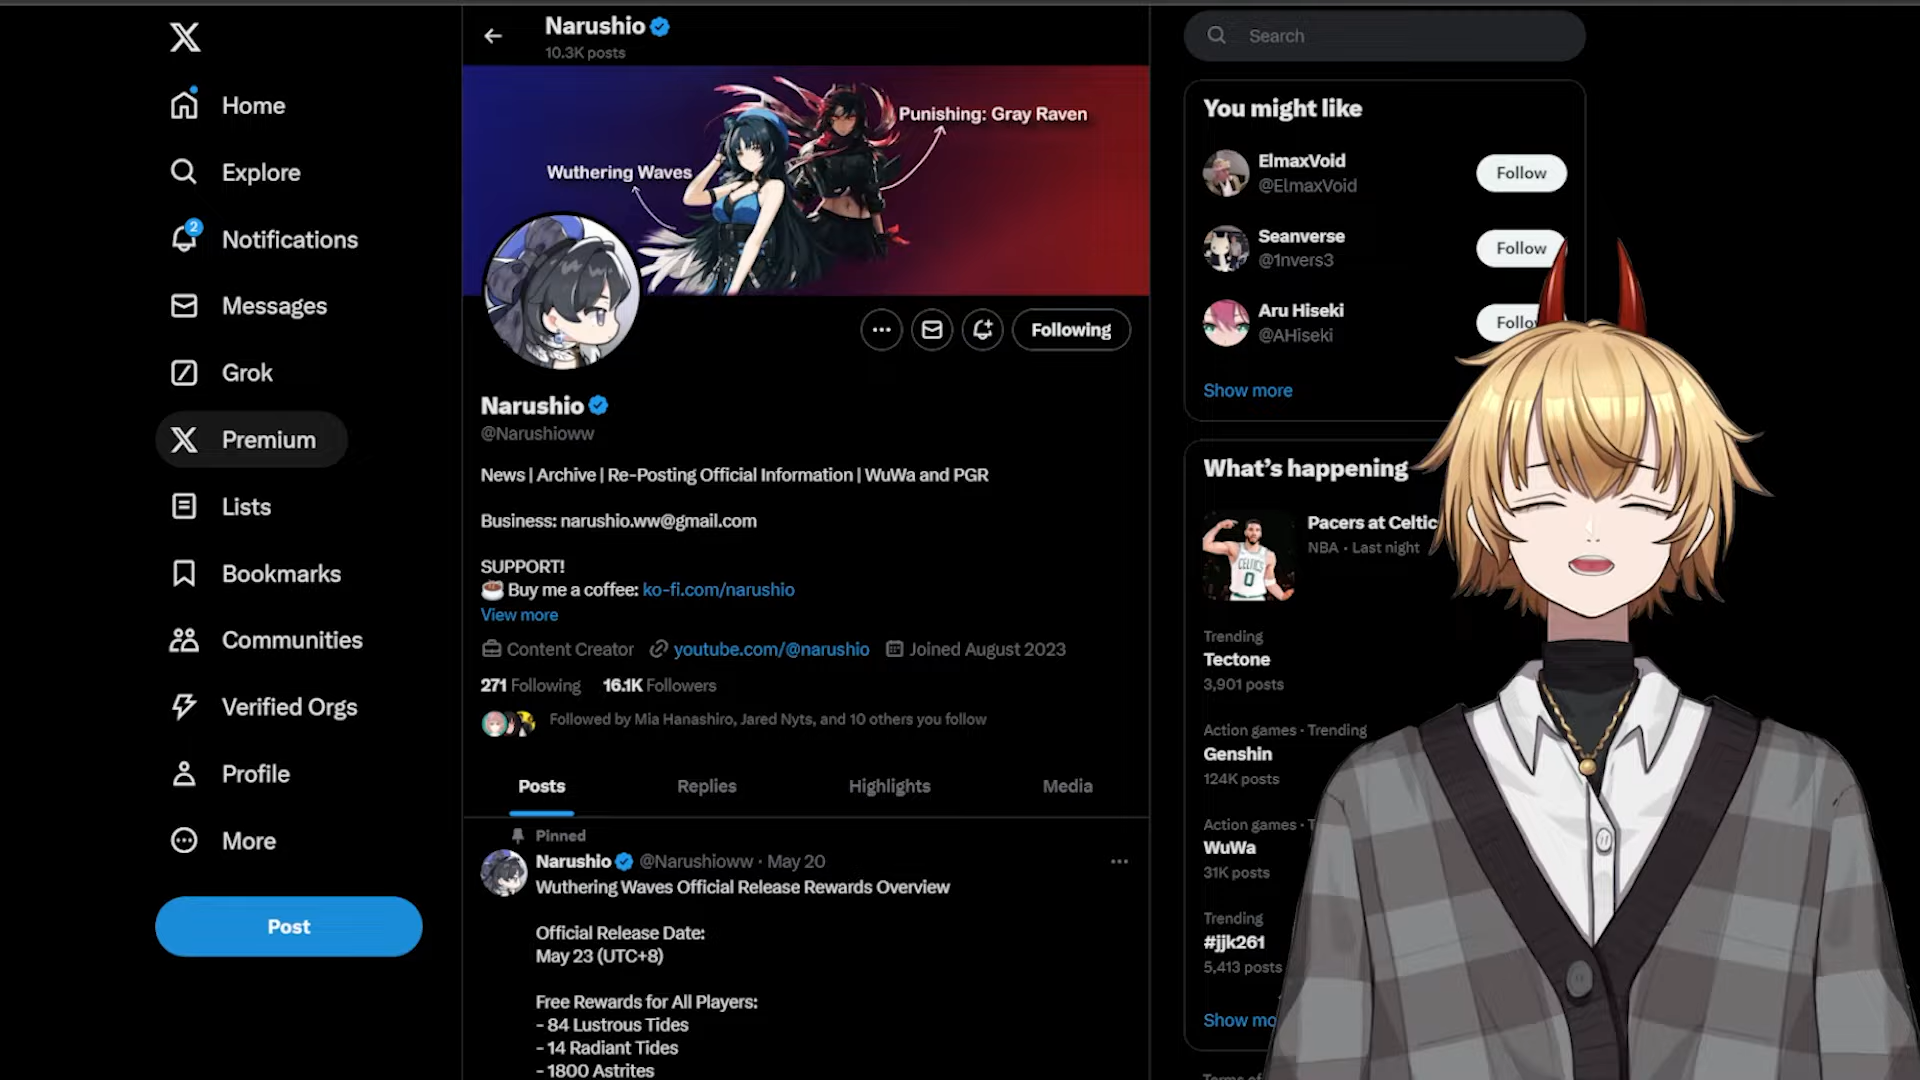 Home
Explore
2
Notifications
Messages
Grok
Premium
Lists
Bookmarks
Communities
Verified Orgs
Profile
More
Post
Narushio
10.3K posts
Wuthering Waves
Punishing: Gray Raven
Following
Narushio
@Narushioww
News | Archive | Re-Posting Official Information | WuWa and PGR
Business: narushio.ww@gmail.com
SUPPORT!
Buy me a coffee: ko-fi.com/narushio
View more
Content Creator youtube.com/@narushio Joined August 2023
271 Following 16.1K Followers
Followed by Mia Hanashiro, Jared Nyts, and 10 others you follow
Posts Replies Highlights Media
Pinned
Narushio @Narushioww · May 20
Wuthering Waves Official Release Rewards Overview
Official Release Date:
May 23 (UTC+8)
Free Rewards for All Players:
- 84 Lustrous Tides
- 14 Radiant Tides
- 1800 Astrites
Search
You might like
ElmaxVoid
@ElmaxVoid
Follow
Seanverse
@1nvers3
Follow
Aru Hiseki
@AHiseki
Follo
Show more
What's happening
Pacers at Celtic
NBA · Last night
CELTICS
0
Trending
Tectone
3,901 posts
Action games · Trending
Genshin
124K posts
Action games · T
WuWa
31K posts
Trending
#jjk261
5,413 posts
Show mo